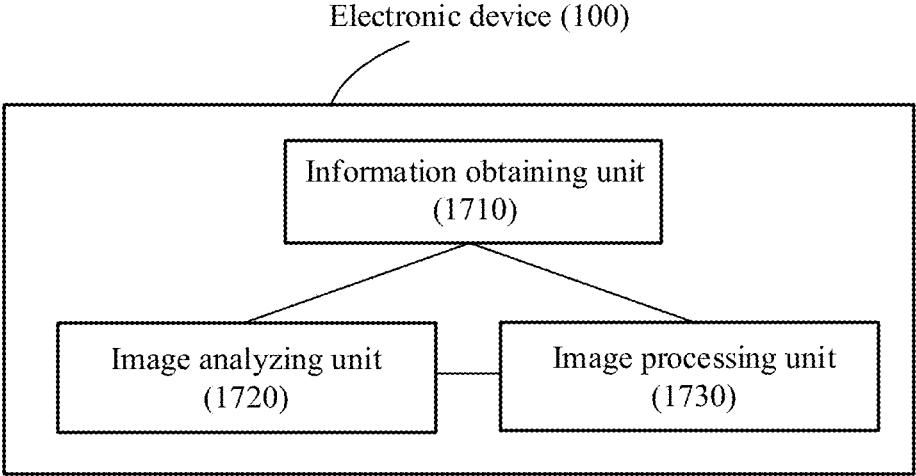 Electronic device (100)
Information obtaining unit
(1710)
Image analyzing unit
(1720)
Image processing unit
(1730)